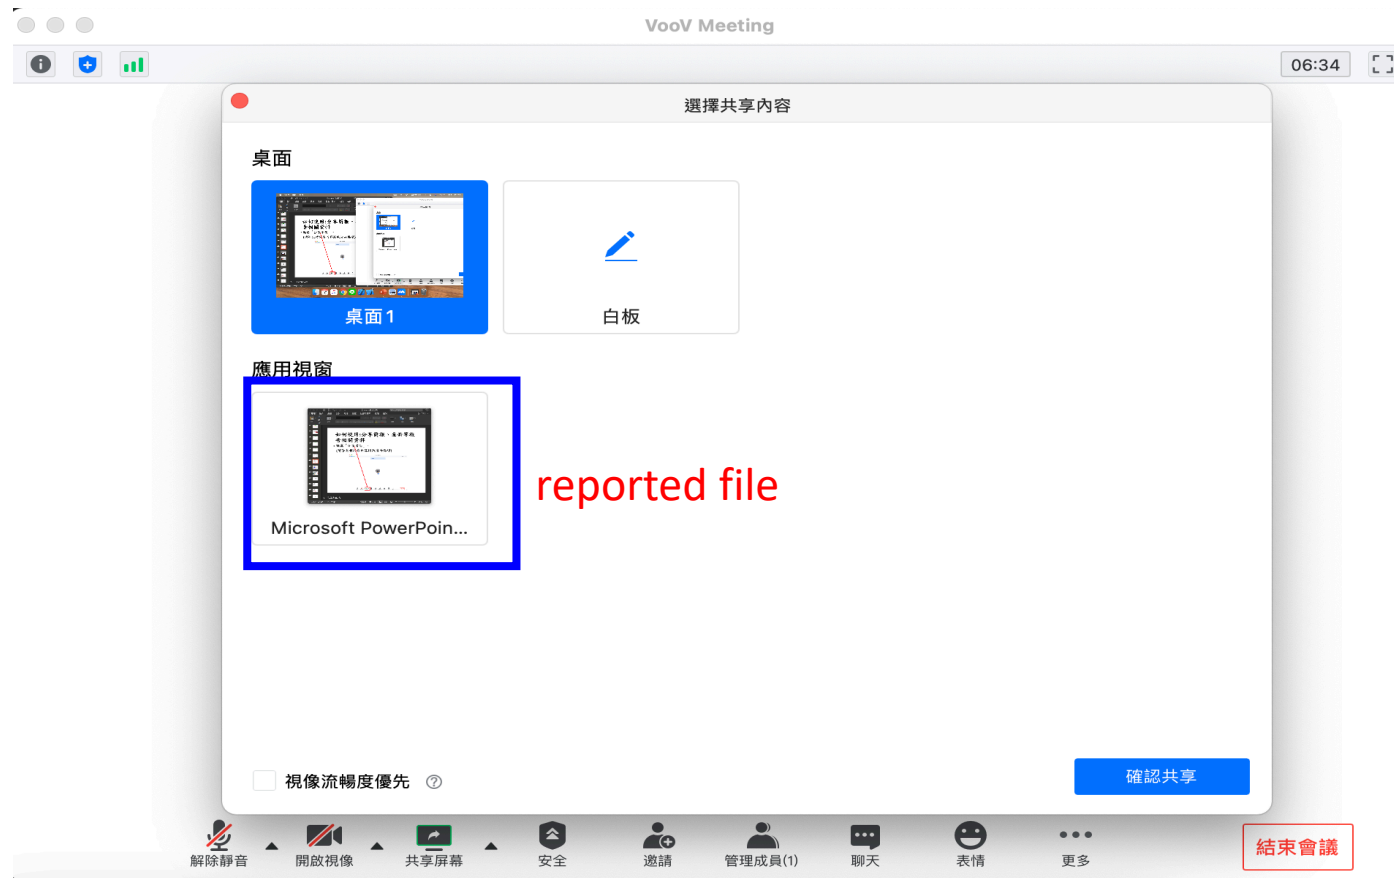 VooV Meeting
06:34
選擇共享內容
桌面
桌面1
白板
應用視窗
Microsoft PowerPoin...
reported file
視像流暢度優先
確認共享
解除靜音
開啟視像
共享屏幕
安全
邀請
管理成員(1)
聊天
表情
更多
結束會議